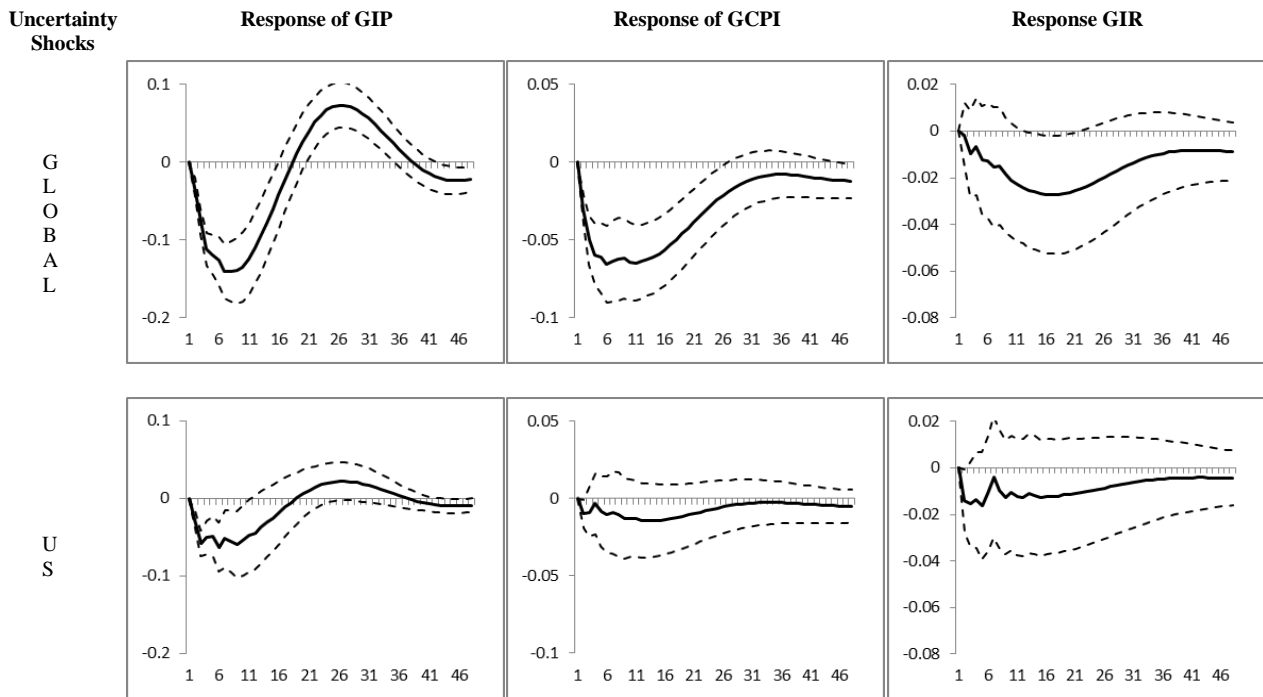 Uncertainty
Shocks
Response of GIP
Response of GCPI
Response GIR
G
L
O
B
A
L
0.1
0
-0.1
-0.2
1 6 11 16 21 26 31 36 41 46
0.05
0
-0.05
-0.1
1 6 11 16 21 26 31 36 41 46
0.02
0
-0.02
-0.04
-0.06
-0.08
1 6 11 16 21 26 31 36 41 46
U
S
0.1
0
-0.1
-0.2
1 6 11 16 21 26 31 36 41 46
0.05
0
-0.05
-0.1
1 6 11 16 21 26 31 36 41 46
0.02
0
-0.02
-0.04
-0.06
-0.08
1 6 11 16 21 26 31 36 41 46